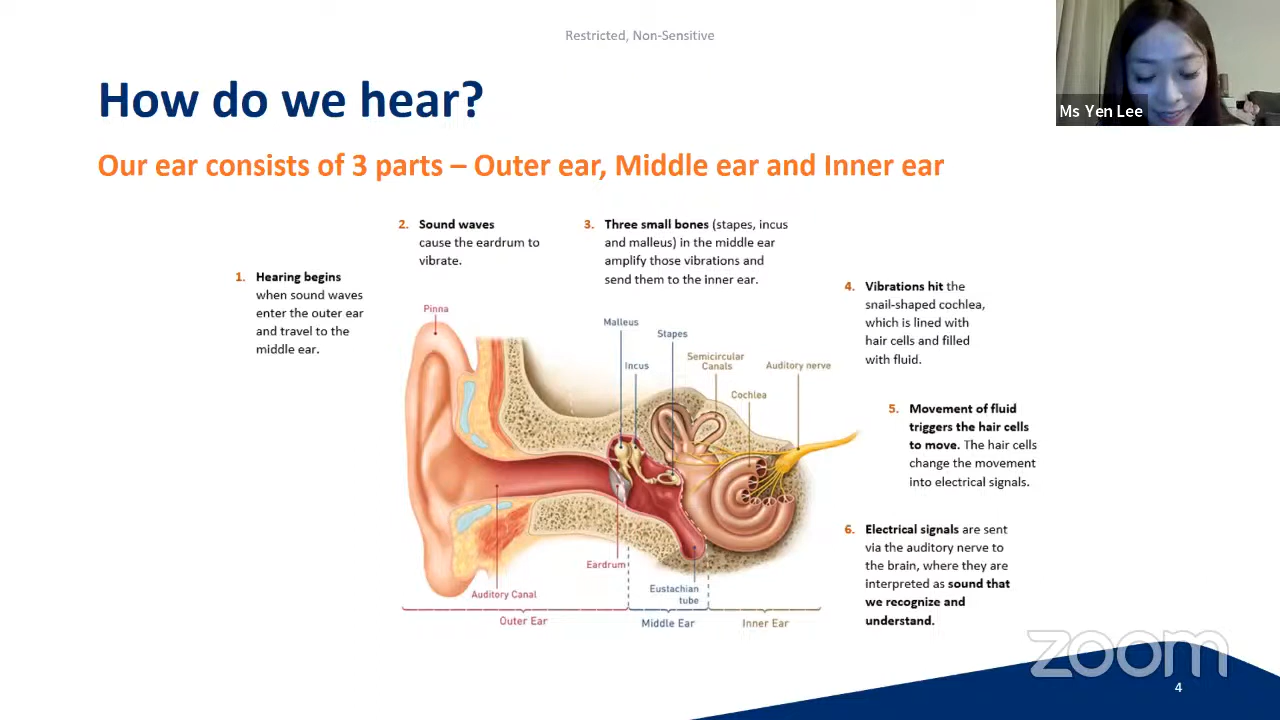 Restricted, Non-Sensitive
Ms Yen Lee
How do we hear?
Our ear consists of 3 parts – Outer ear, Middle ear and Inner ear
1. Hearing begins
when sound waves
enter the outer ear
and travel to the
middle ear.
2. Sound waves
cause the eardrum to
vibrate.
3. Three small bones (stapes, incus
and malleus) in the middle ear
amplify those vibrations and
send them to the inner ear.
4. Vibrations hit the
snail-shaped cochlea,
which is lined with
hair cells and filled
with fluid.
5. Movement of fluid
triggers the hair cells
to move. The hair cells
change the movement
into electrical signals.
6. Electrical signals are sent
via the auditory nerve to
the brain, where they are
interpreted as sound that
we recognize and
understand.
Pinna
Malleus
Stapes
Incus
Semicircular
Canals
Auditory nerve
Cochlea
Eardrum
Auditory Canal
Eustachian
tube
Outer Ear
Middle Ear
Inner Ear
zoom
4